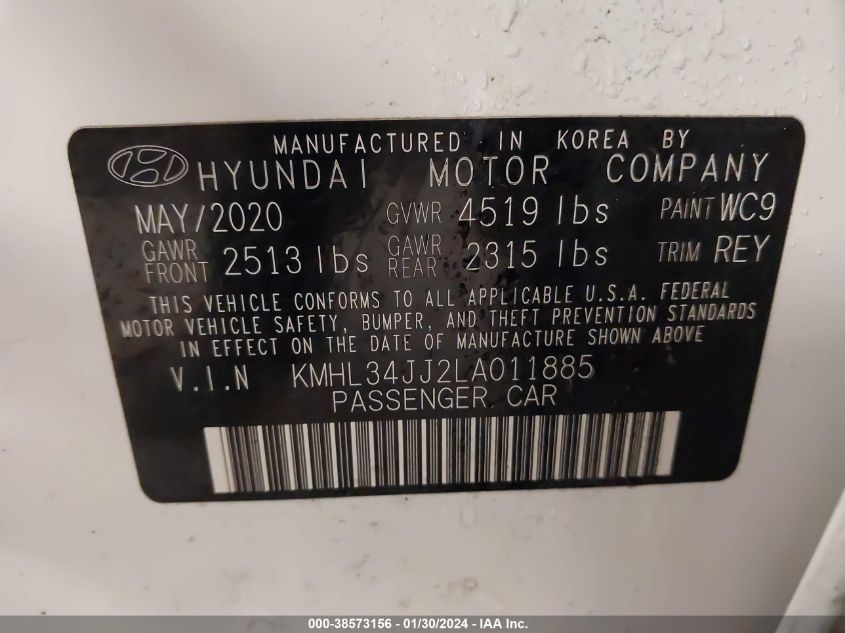 MANUFACTURED IN KOREA BY
HYUNDAI MOTOR COMPANY
MAY/2020 GVWR 4519 lbs PAINT WC9
GAWR FRONT 2513 lbs GAWR REAR 2315 lbs TRIM REY
THIS VEHICLE CONFORMS TO ALL APPLICABLE U.S.A. FEDERAL
MOTOR VEHICLE SAFETY, BUMPER, AND THEFT PREVENTION STANDARDS
IN EFFECT ON THE DATE OF MANUFACTURE SHOWN ABOVE
V.I.N KMHL34JJ2LA011885
PASSENGER CAR
000-38573156 - 01/30/2024 - IAAI.COM